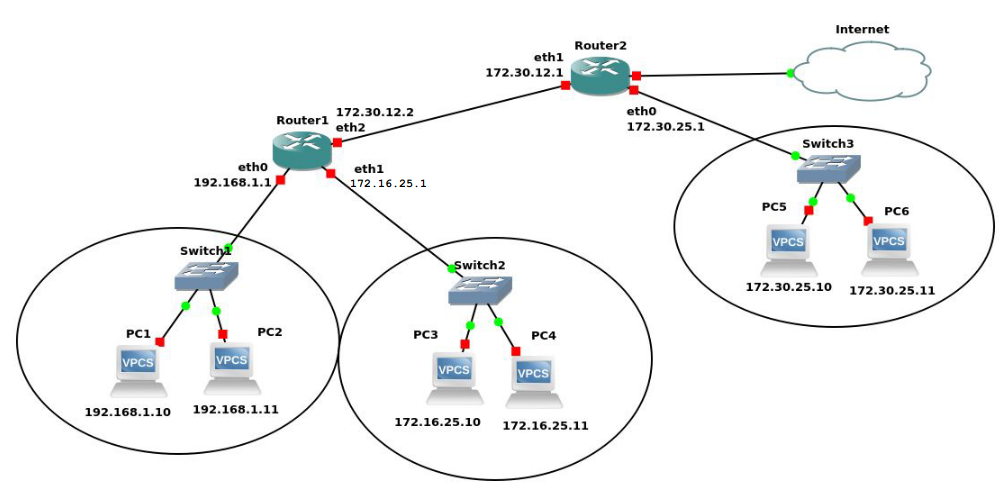 Internet
Router2
eth1
172.30.12.1
eth0
172.30.25.1
172.30.12.2
eth2
Router1
eth0
192.168.1.1
eth1
172.16.25.1
Switch3
PC5
PC6
VPCS
VPCS
172.30.25.10
172.30.25.11
Switch1
PC1
PC2
VPCS
VPCS
192.168.1.10
192.168.1.11
Switch2
PC3
PC4
VPCS
VPCS
172.16.25.10
172.16.25.11